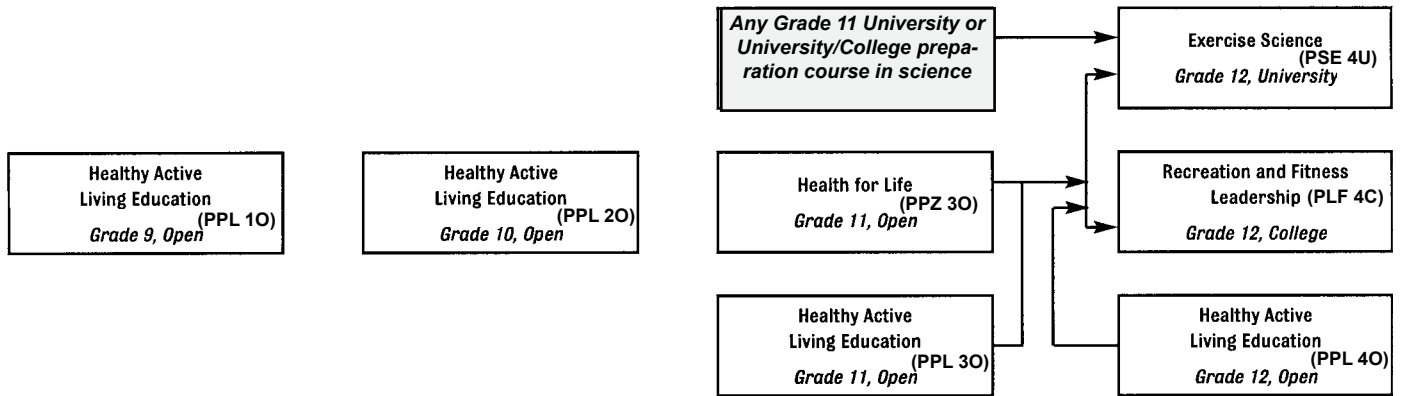 Any Grade 11 University or
University/College prepa-
ration course in science
Exercise Science
(PSE 4U)
Grade 12, University
Healthy Active
Living Education
(PPL 1O)
Grade 9, Open
Healthy Active
Living Education
(PPL 2O)
Grade 10, Open
Health for Life
(PPZ 3O)
Grade 11, Open
Recreation and Fitness
Leadership (PLF 4C)
Grade 12, College
Healthy Active
Living Education
(PPL 3O)
Grade 11, Open
Healthy Active
Living Education
(PPL 4O)
Grade 12, Open